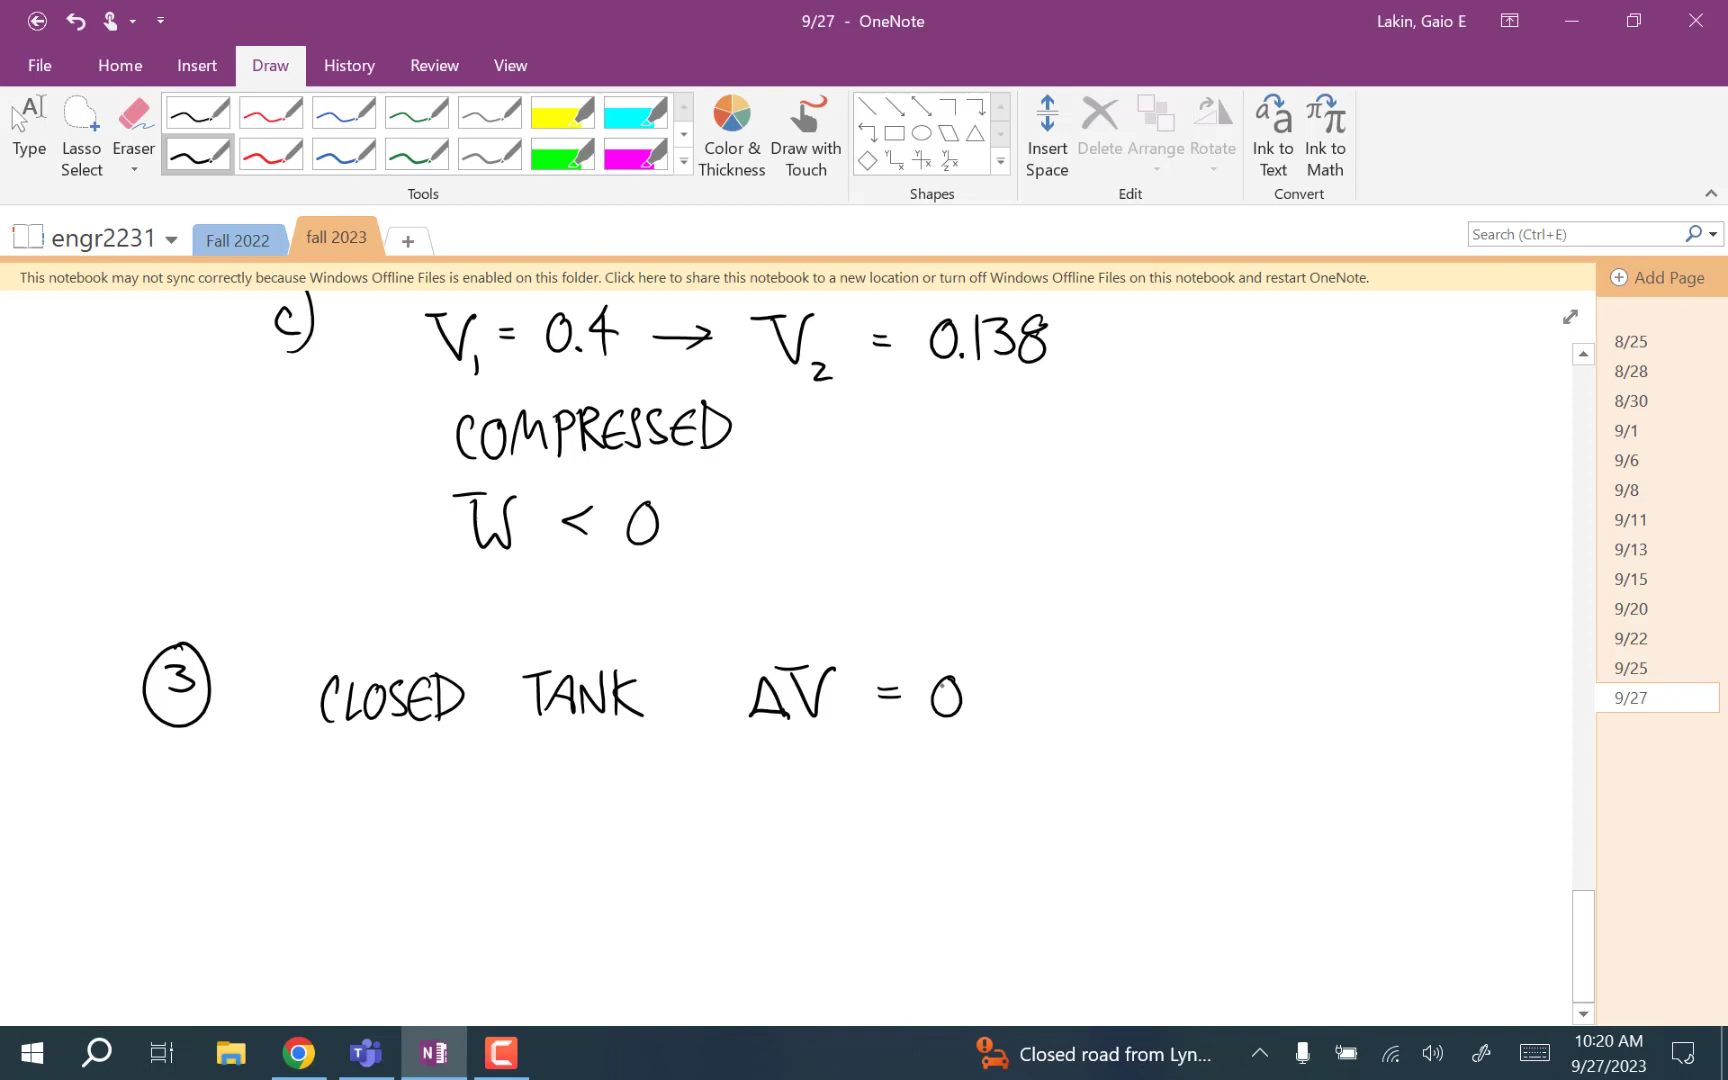 9/27 - OneNote
Lakin, Gaio E
File Home Insert Draw History Review View
Type
Lasso Select
Eraser
Color & Thickness
Draw with Touch
Insert Space
Delete
Arrange
Rotate
Ink to Text
Ink to Math
Tools
Shapes
Edit
Convert
engr2231
Fall 2022
fall 2023
Search (Ctrl+E)
This notebook may not sync correctly because Windows Offline Files is enabled on this folder. Click here to share this notebook to a new location or turn off Windows Offline Files on this notebook and restart OneNote.
Add Page
c) V₁ = 0.4 → V₂ = 0.138
COMPRESSED
W < 0
③ CLOSED TANK ΔV = 0
8/25
8/28
8/30
9/1
9/6
9/8
9/11
9/13
9/15
9/20
9/22
9/25
9/27
Closed road from Lyn...
10:20 AM
9/27/2023